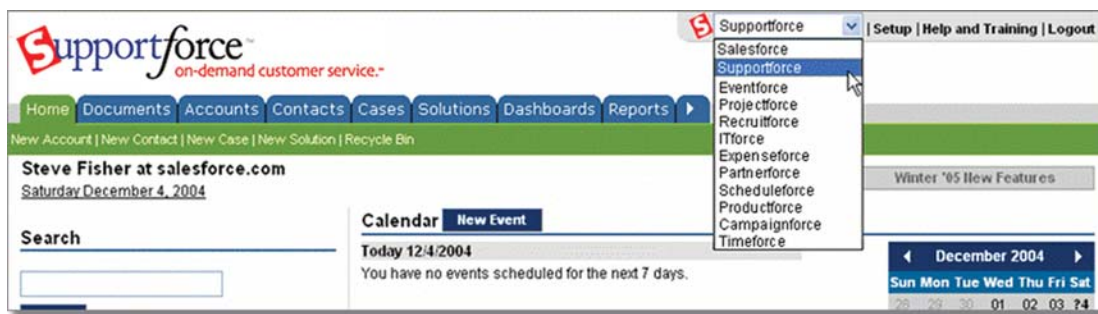 Supportforce
on-demand customer service.™
Supportforce | Setup | Help and Training | Logout
Salesforce
Supportforce
Eventforce
Projectforce
Recruitforce
ITforce
Expenseforce
Partnerforce
Scheduleforce
Productforce
Campaignforce
Timeforce
Home Documents Accounts Contacts Cases Solutions Dashboards Reports
New Account | New Contact | New Case | New Solution | Recycle Bin
Steve Fisher at salesforce.com
Saturday December 4, 2004
Winter '05 New Features
Search
Calendar New Event
Today 12/4/2004
You have no events scheduled for the next 7 days.
December 2004
Sun Mon Tue Wed Thu Fri Sat
28 29 30 01 02 03 ?4